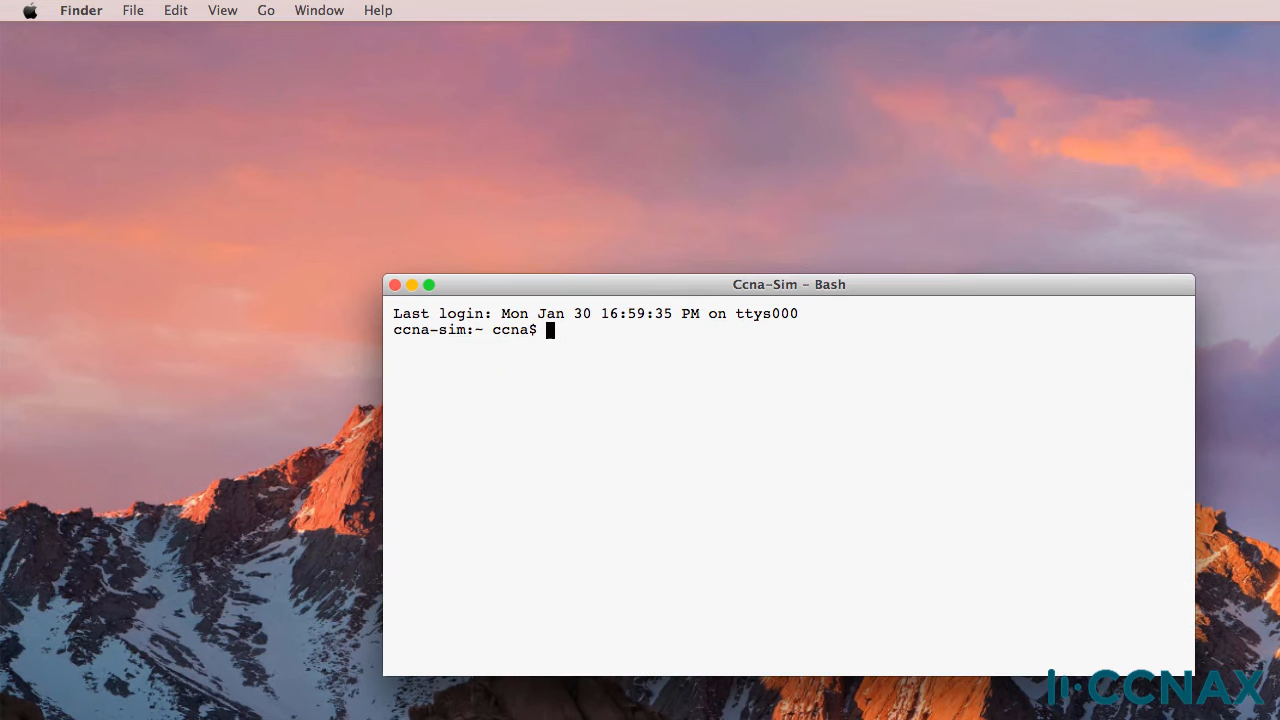 Finder File Edit View Go Window Help
Ccna-Sim - Bash
Last login: Mon Jan 30 16:59:35 PM on ttys000
ccna-sim:~ ccna$
CCNAX